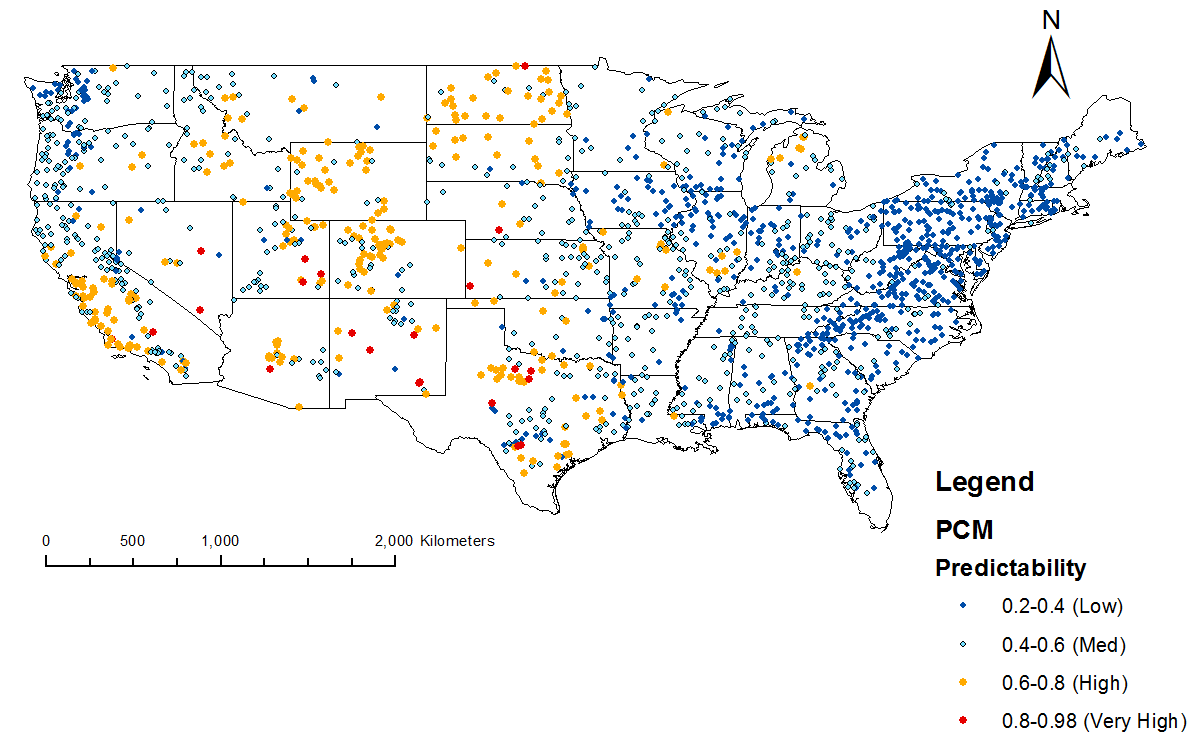 N
Legend
PCM
0 500 1,000 2,000 Kilometers
Predictability
0.2-0.4 (Low)
0.4-0.6 (Med)
0.6-0.8 (High)
0.8-0.98 (Very High)